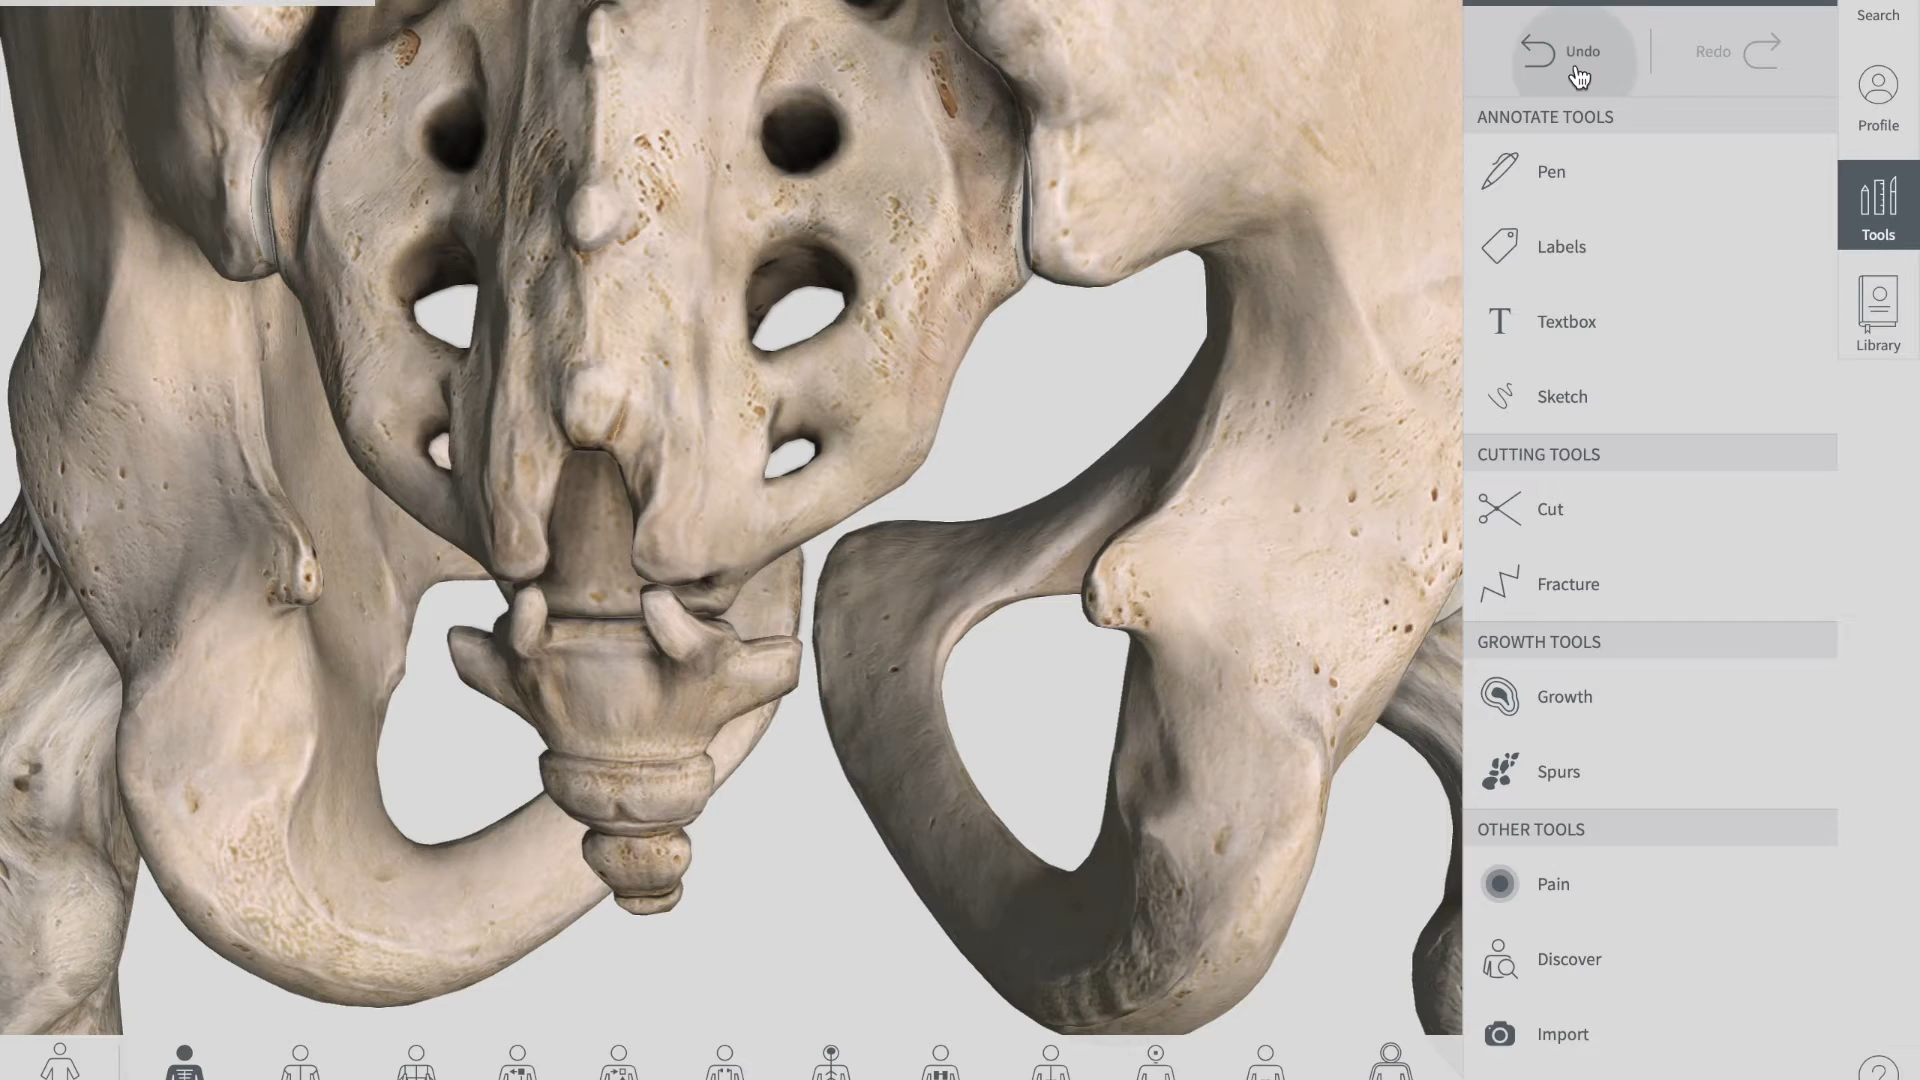 Undo
Redo
ANNOTATE TOOLS
Pen
Labels
T Textbox
Sketch
CUTTING TOOLS
Cut
Fracture
GROWTH TOOLS
Growth
Spurs
OTHER TOOLS
Pain
Discover
Import
Search
Profile
Tools
Library
?